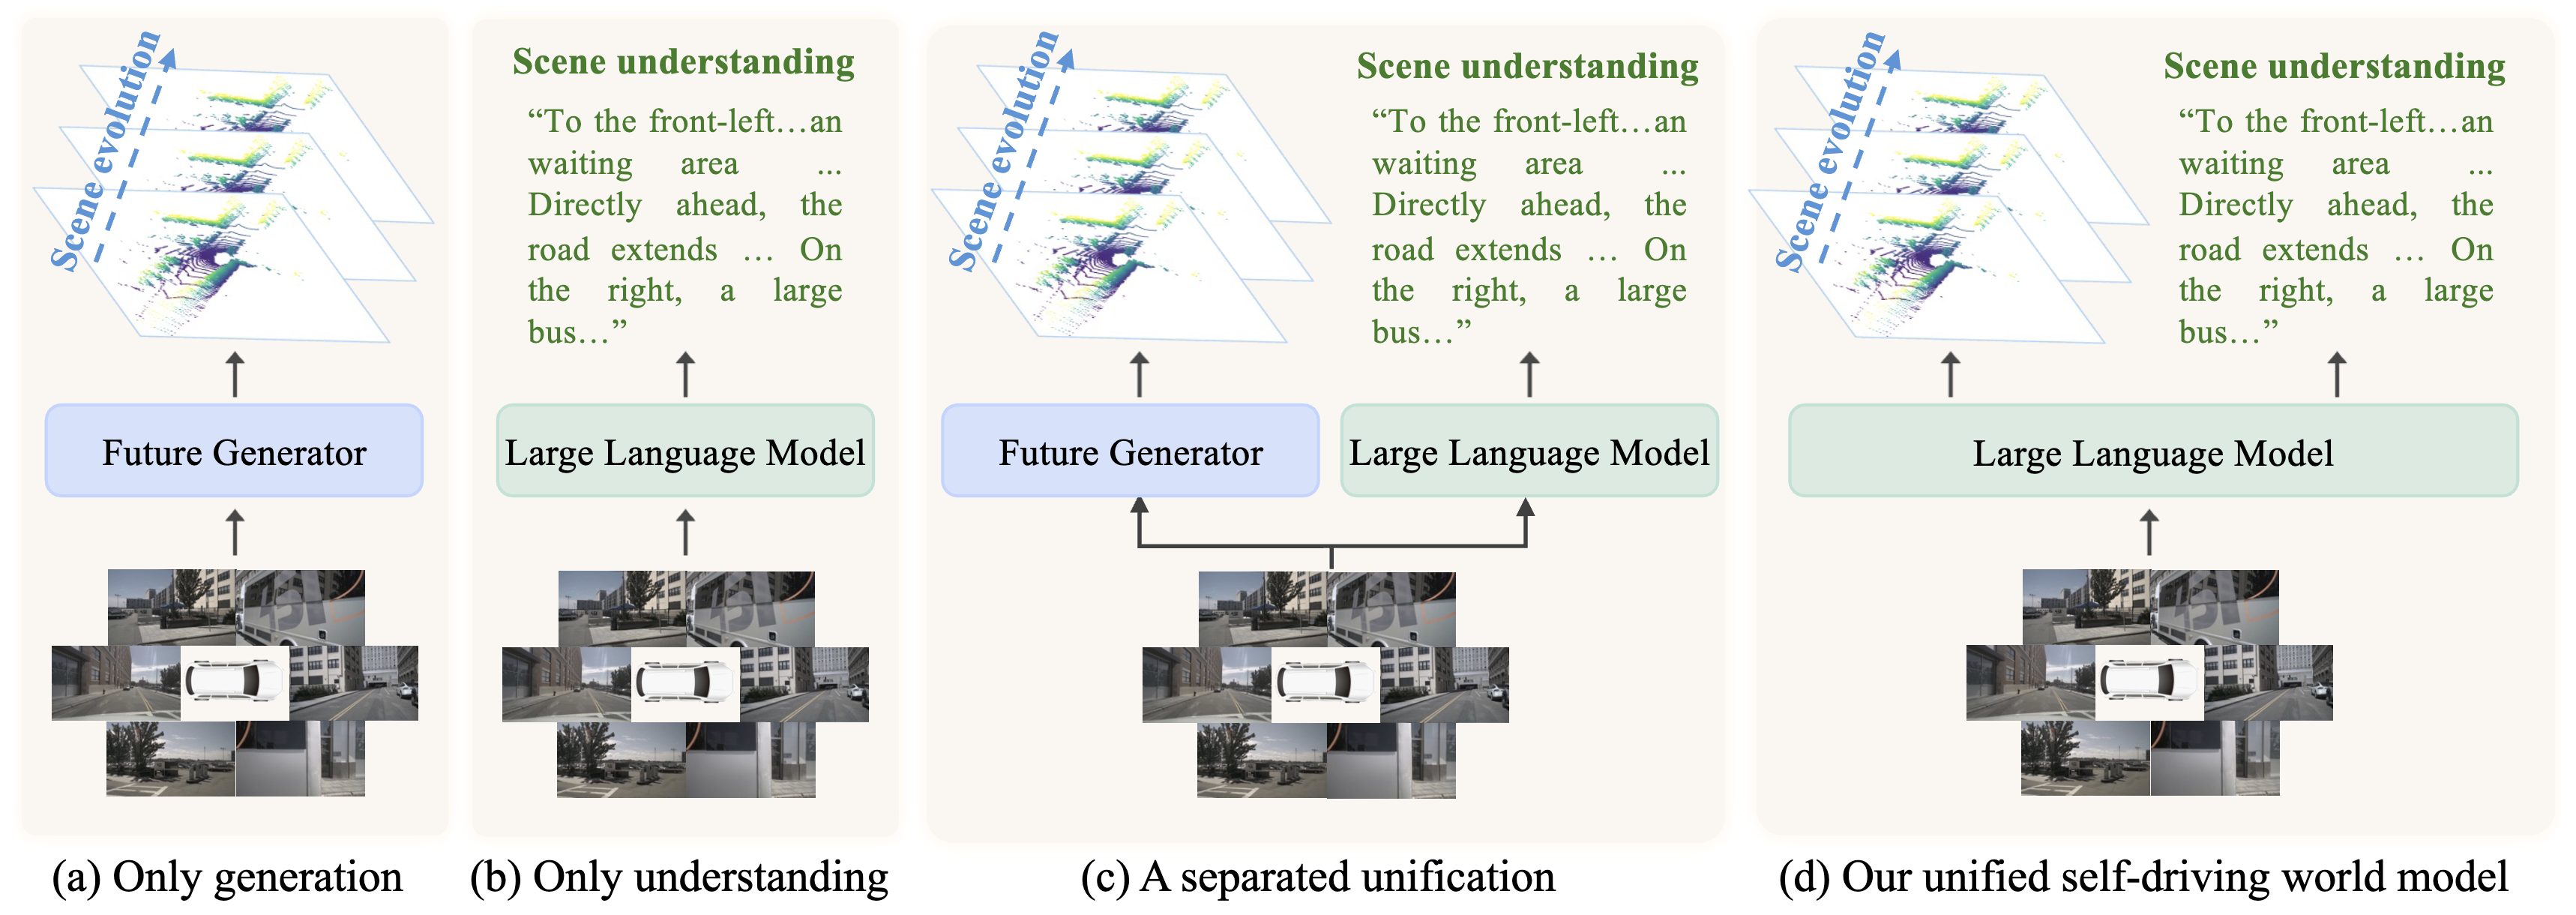 Scene evolution
Future Generator
(a) Only generation
Scene understanding
“To the front-left…an
waiting area ...
Directly ahead, the
road extends … On
the right, a large
bus…”
Large Language Model
(b) Only understanding
Scene evolution
Scene understanding
“To the front-left…an
waiting area ...
Directly ahead, the
road extends … On
the right, a large
bus…”
Future Generator
Large Language Model
(c) A separated unification
Scene evolution
Scene understanding
“To the front-left…an
waiting area ...
Directly ahead, the
road extends … On
the right, a large
bus…”
Large Language Model
(d) Our unified self-driving world model